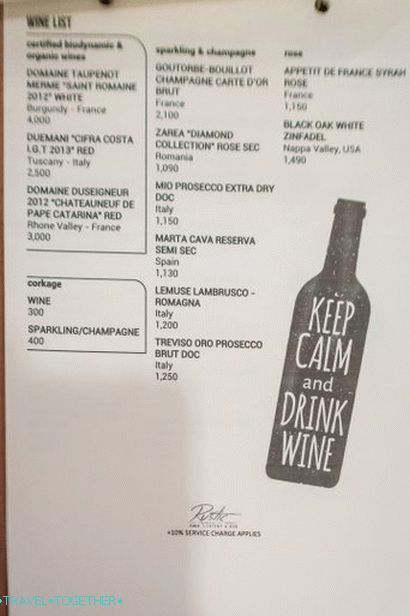 WINE LIST
certified biodynamic &
organic wines
DOMAINE TAUPENOT
MERME "SAINT ROMAINE
2012" WHITE
Burgundy - France
4,000
DUEMANI "CIFRA COSTA
I.G.T 2013" RED
Tuscany - Italy
2,500
DOMAINE DUSEIGNEUR
2012 "CHATEAUNEUF DE
PAPE CATARINA" RED
Rhone Valley - France
3,000
corkage
WINE
300
SPARKLING/CHAMPAGNE
400
sparkling & champagne
GOUTORBE-BOUILLOT
CHAMPAGNE CARTE D'OR
BRUT
France
2,100
ZAREA "DIAMOND
COLLECTION" ROSE SEC
Romania
1,090
MIO PROSECCO EXTRA DRY
DOC
Italy
1,150
MARTA CAVA RESERVA
SEMI SEC
Spain
1,130
LEMUSE LAMBRUSCO -
ROMAGNA
Italy
1,200
TREVISO ORO PROSECCO
BRUT DOC
Italy
1,250
rose
APPETIT DE FRANCE SYRAH
ROSE
France
1,150
BLACK OAK WHITE
ZINFADEL
Nappa Valley, USA
1,490
KEEP
CALM
and
DRINK
WINE
Rustic
+10% SERVICE CHARGE APPLIES
•TRAVEL•TOGETHER•